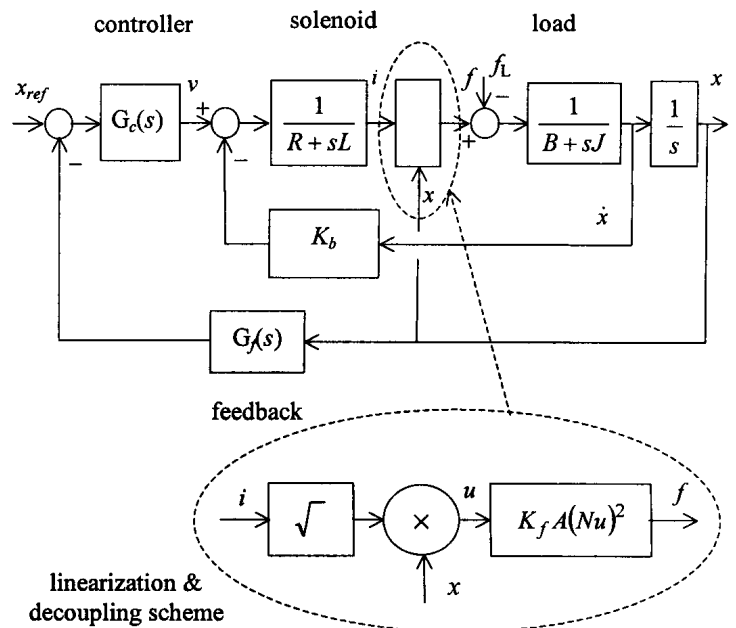 controller solenoid load
x_ref v i f f_L x
+ − + −
G_c(s) 1/(R + sL) 1/(B + sJ) 1/s
− − +
x
ẋ
K_b
G_f(s)
feedback
i u f
√ × K_f A(Nu)²
x
linearization &
decoupling scheme